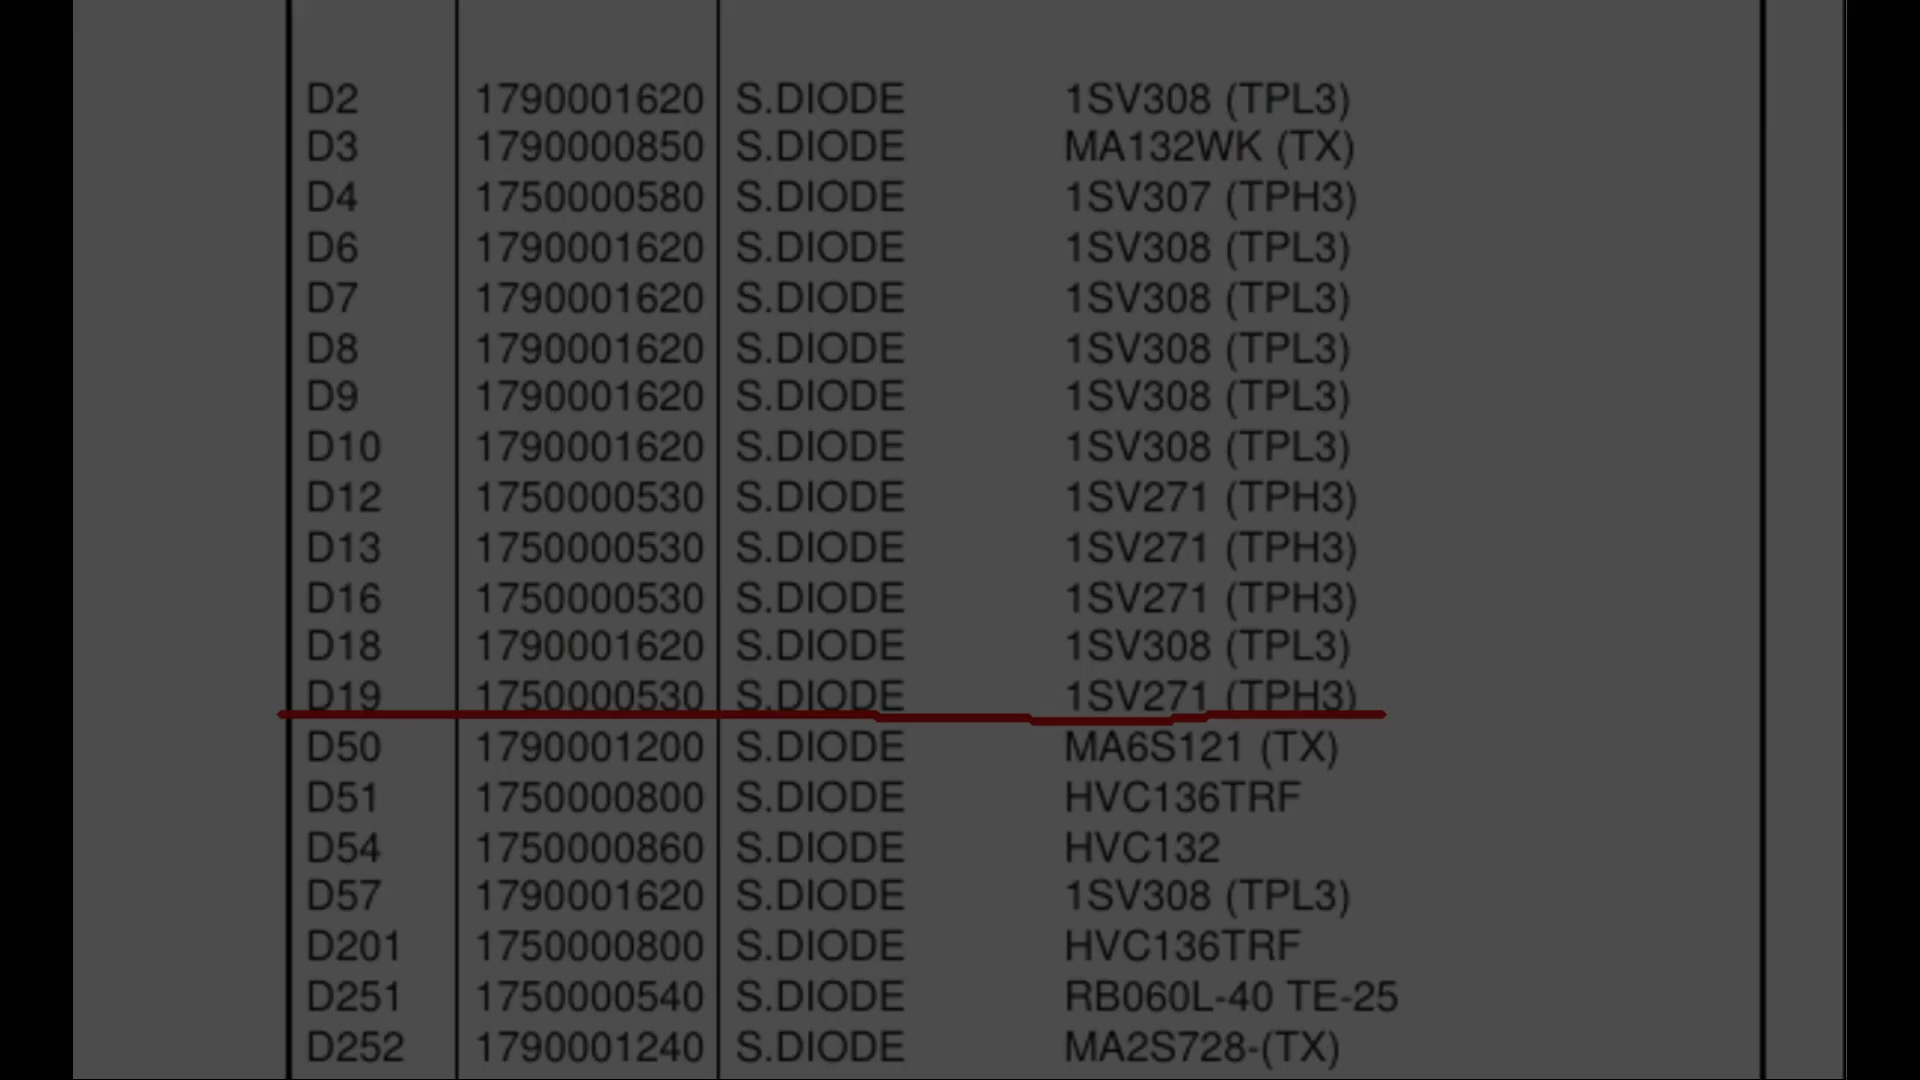 D2 1790001620 S.DIODE 1SV308 (TPL3)
D3 1790000850 S.DIODE MA132WK (TX)
D4 1750000580 S.DIODE 1SV307 (TPH3)
D6 1790001620 S.DIODE 1SV308 (TPL3)
D7 1790001620 S.DIODE 1SV308 (TPL3)
D8 1790001620 S.DIODE 1SV308 (TPL3)
D9 1790001620 S.DIODE 1SV308 (TPL3)
D10 1790001620 S.DIODE 1SV308 (TPL3)
D12 1750000530 S.DIODE 1SV271 (TPH3)
D13 1750000530 S.DIODE 1SV271 (TPH3)
D16 1750000530 S.DIODE 1SV271 (TPH3)
D18 1790001620 S.DIODE 1SV308 (TPL3)
D19 1750000530 S.DIODE 1SV271 (TPH3)
D50 1790001200 S.DIODE MA6S121 (TX)
D51 1750000800 S.DIODE HVC136TRF
D54 1750000860 S.DIODE HVC132
D57 1790001620 S.DIODE 1SV308 (TPL3)
D201 1750000800 S.DIODE HVC136TRF
D251 1750000540 S.DIODE RB060L-40 TE-25
D252 1790001240 S.DIODE MA2S728-(TX)